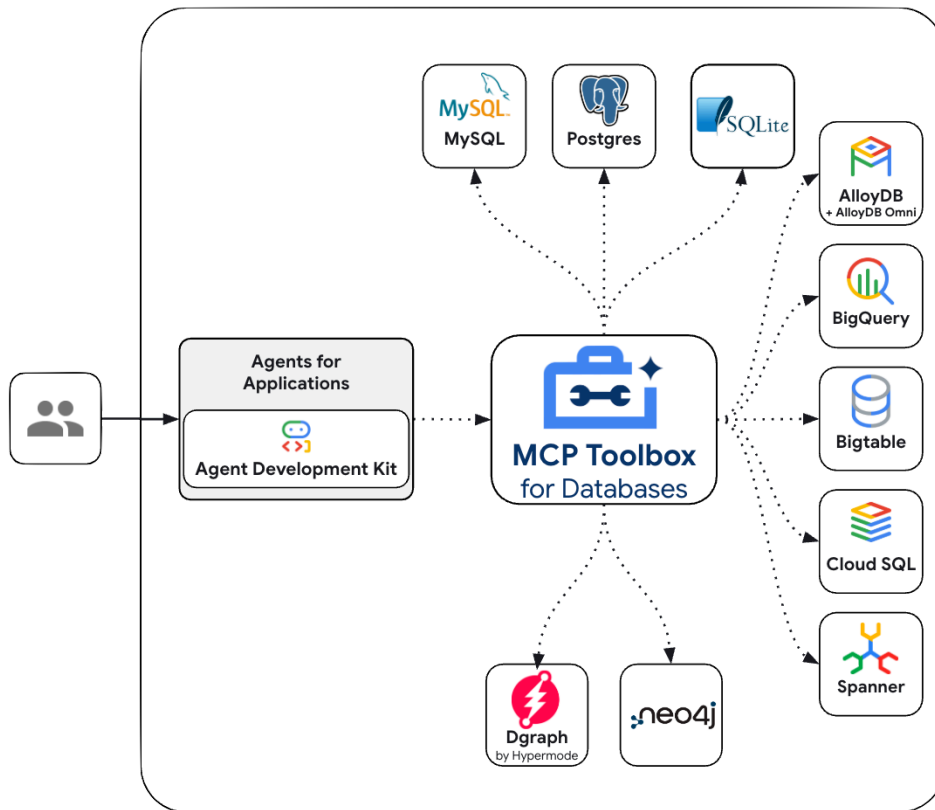 MySQL™
MySQL
Postgres
SQLite
AlloyDB
+ AlloyDB Omni
BigQuery
Agents for
Applications
Agent Development Kit
MCP Toolbox
for Databases
Bigtable
Cloud SQL
Spanner
Dgraph
by Hypermode
neo4j